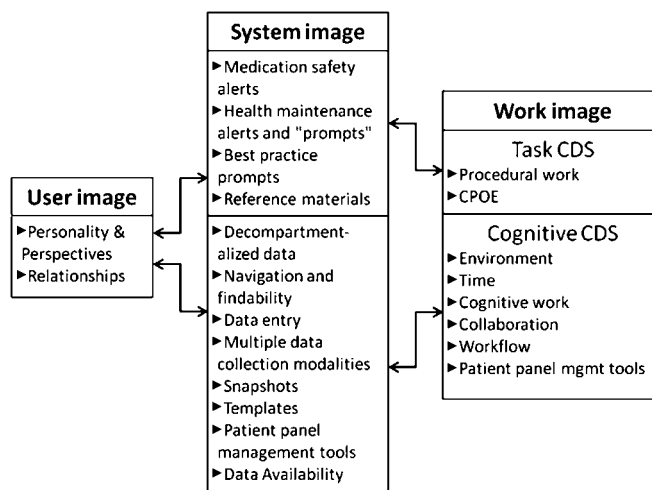 System image
►Medication safety
alerts
►Health maintenance
alerts and "prompts"
►Best practice
prompts
►Reference materials
►Decompartment-
alized data
►Navigation and
findability
►Data entry
►Multiple data
collection modalities
►Snapshots
►Templates
►Patient panel
management tools
►Data Availability
User image
►Personality &
Perspectives
►Relationships
Work image
Task CDS
►Procedural work
►CPOE
Cognitive CDS
►Environment
►Time
►Cognitive work
►Collaboration
►Workflow
►Patient panel mgmt tools